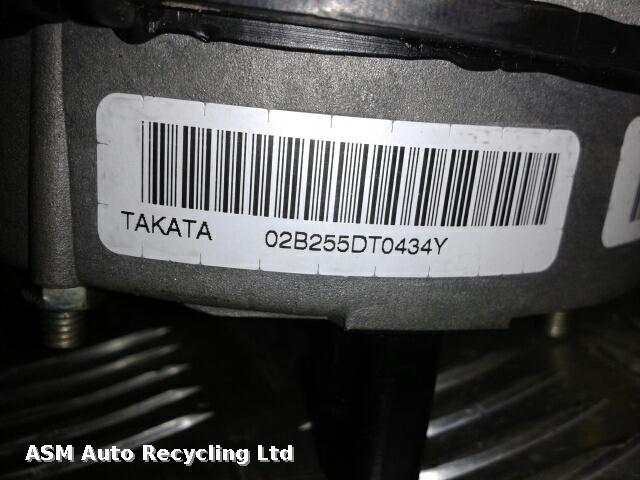 TAKATA 02B255DT0434Y
ASM Auto Recycling Ltd